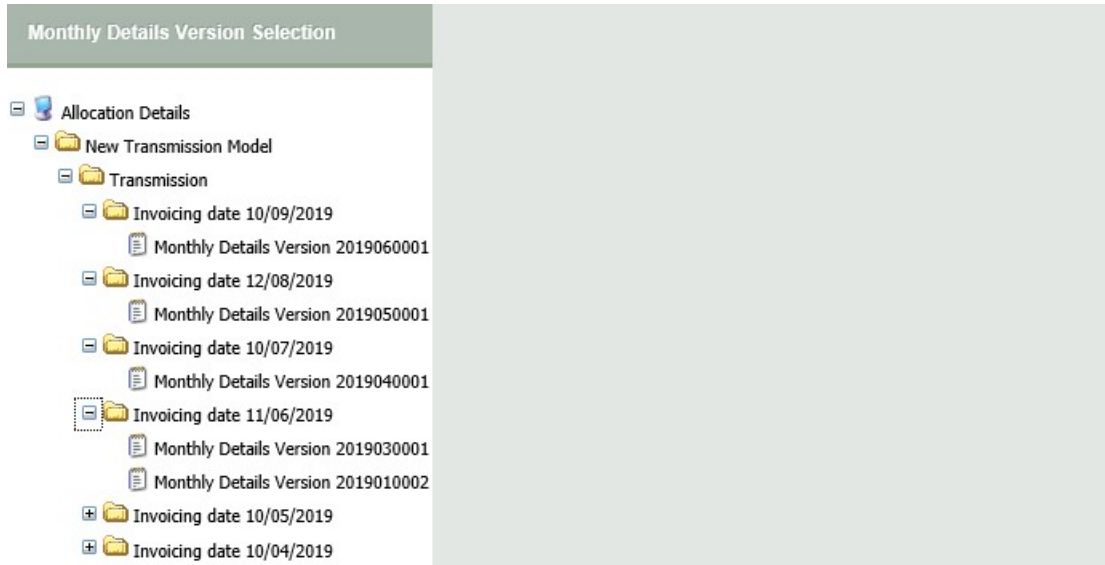 Monthly Details Version Selection
Allocation Details
New Transmission Model
Transmission
Invoicing date 10/09/2019
Monthly Details Version 2019060001
Invoicing date 12/08/2019
Monthly Details Version 2019050001
Invoicing date 10/07/2019
Monthly Details Version 2019040001
Invoicing date 11/06/2019
Monthly Details Version 2019030001
Monthly Details Version 2019010002
Invoicing date 10/05/2019
Invoicing date 10/04/2019